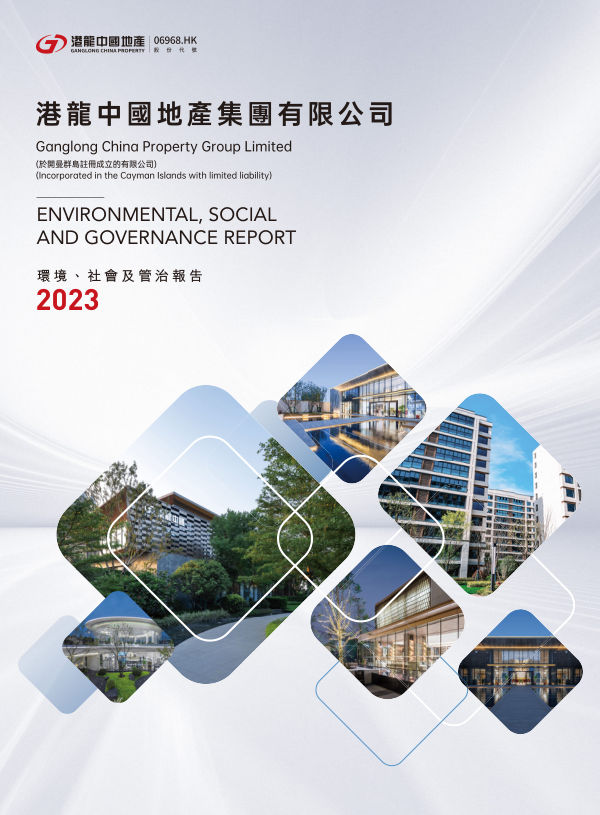 港龍中國地產
GANGLONG CHINA PROPERTY
06968.HK
股份代號
港龍中國地產集團有限公司
Ganglong China Property Group Limited
(於開曼群島註冊成立的有限公司)
(Incorporated in the Cayman Islands with limited liability)
ENVIRONMENTAL, SOCIAL
AND GOVERNANCE REPORT
環境、社會及管治報告
2023